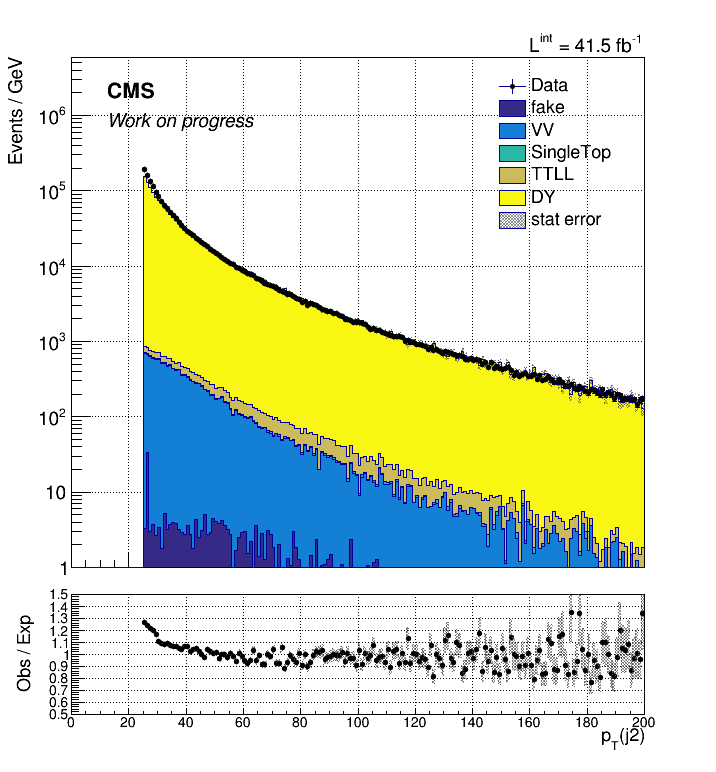 L^int = 41.5 fb^-1
Events / GeV
CMS
Work on progress
Data
fake
VV
SingleTop
TTLL
DY
stat error
10^6
10^5
10^4
10^3
10^2
10
1
Obs / Exp
1.5
1.4
1.3
1.2
1.1
1
0.9
0.8
0.7
0.6
0.5
0 20 40 60 80 100 120 140 160 180 200
p_T(j2)